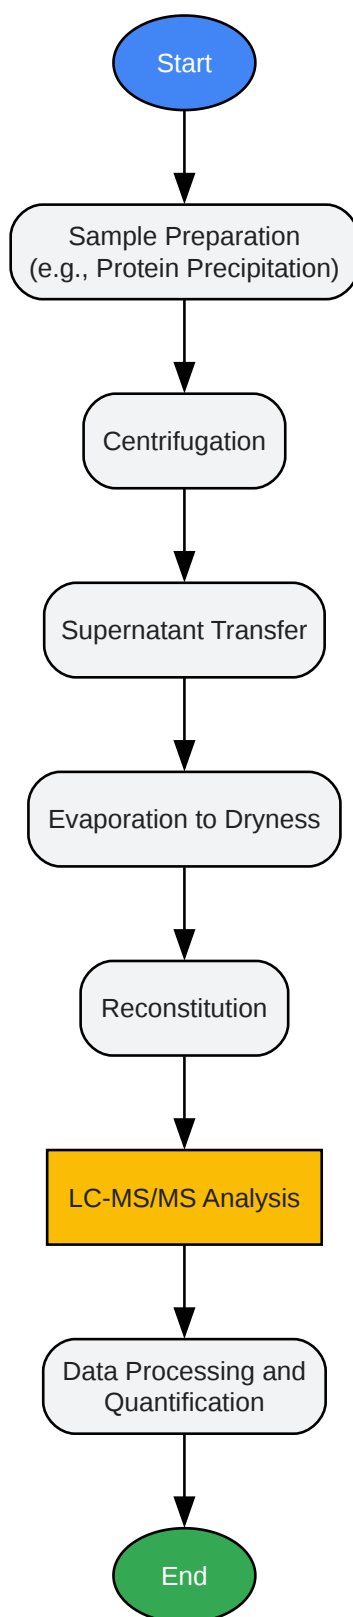 Start
Sample Preparation
(e.g., Protein Precipitation)
Centrifugation
Supernatant Transfer
Evaporation to Dryness
Reconstitution
LC-MS/MS Analysis
Data Processing and
Quantification
End